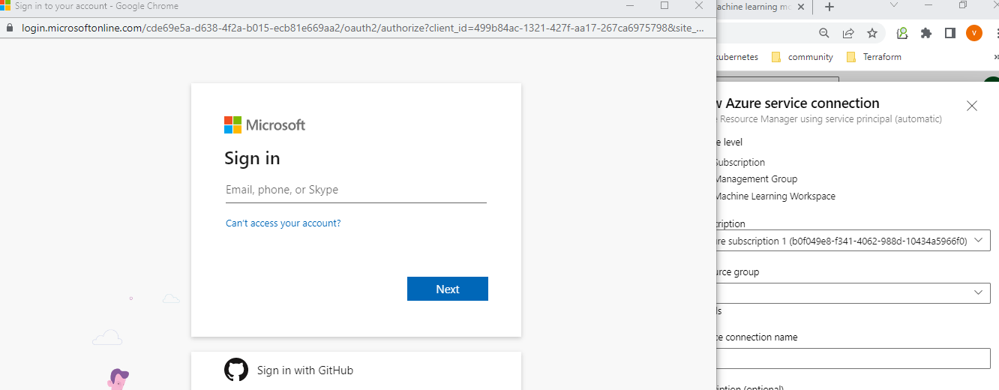 Sign in to your account - Google Chrome
login.microsoftonline.com/cde69e5a-d638-4f2a-b015-ecb81e669aa2/oauth2/authorize?client_id=499b84ac-1321-427f-aa17-267ca6975798&site_...
Microsoft
Sign in
Email, phone, or Skype
Can't access your account?
Next
Sign in with GitHub
achine learning mo
V
ubernetes
community
Terraform
»
w Azure service connection
e Resource Manager using service principal (automatic)
e level
Subscription
Management Group
Machine Learning Workspace
cription
ure subscription 1 (b0f049e8-f341-4062-988d-10434a5966f0)
urce group
ls
ce connection name
ription (optional)